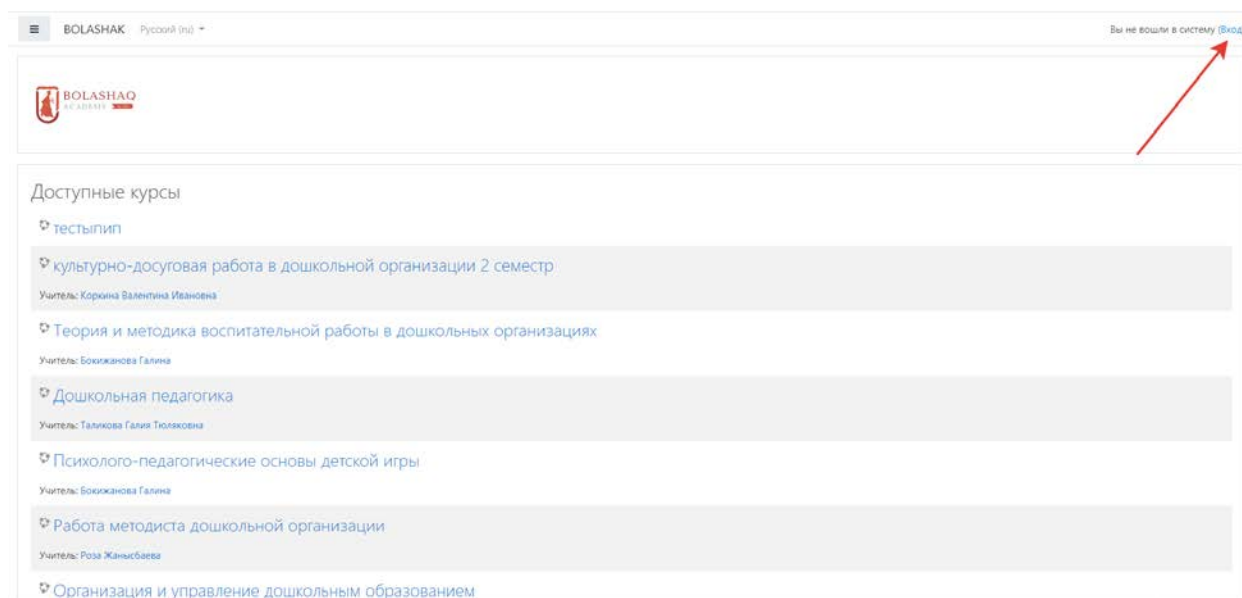 BOLASHAK Русский (ru)
Вы не вошли в систему (Вход
BOLASHAQ
ACADEMY
Доступные курсы
тестыпип
культурно-досуговая работа в дошкольной организации 2 семестр
Учитель: Коркина Валентина Ивановна
Теория и методика воспитательной работы в дошкольных организациях
Учитель: Бокижанова Галина
Дошкольная педагогика
Учитель: Таликова Галия Тюляковна
Психолого-педагогические основы детской игры
Учитель: Бокижанова Галина
Работа методиста дошкольной организации
Учитель: Роза Жанысбаева
Организация и управление дошкольным образованием